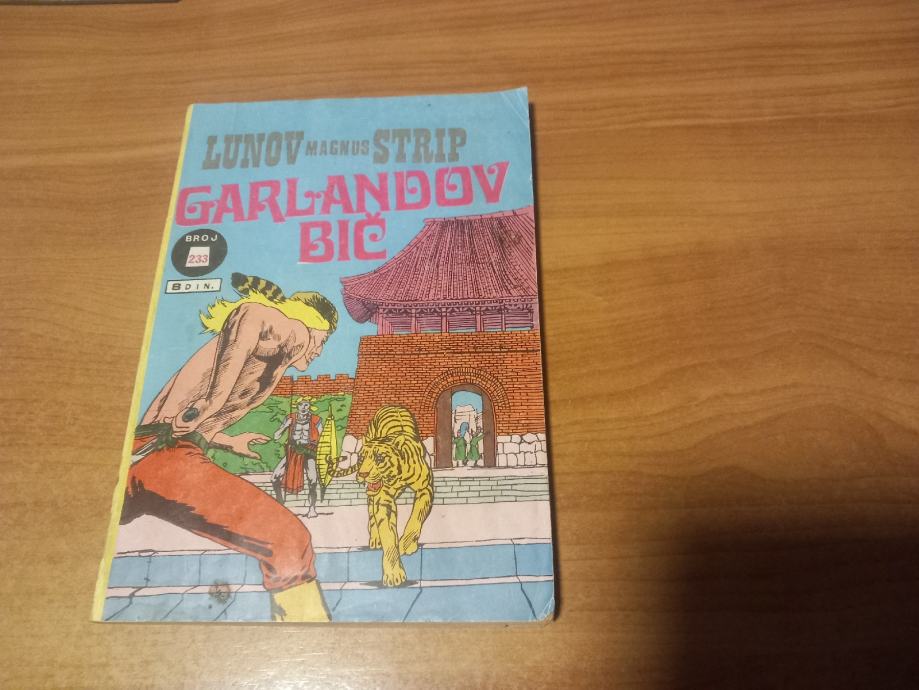 LUNOV MAGNUS STRIP
GARLANDOV
BIČ
BROJ
233
8 DIN.